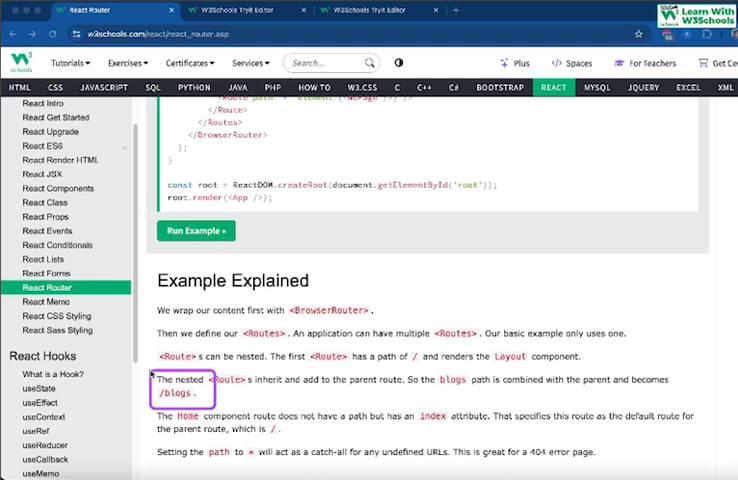 React Router
W3Schools Tryit Editor
W3Schools Tryit Editor
Learn With
W3Schools
w3schools.com/react/react_router.asp
W3
schools
Tutorials
Exercises
Certificates
Services
Search...
Plus
Spaces
For Teachers
Get Ce
HTML CSS JAVASCRIPT SQL PYTHON JAVA PHP HOW TO W3.CSS C C++ C# BOOTSTRAP REACT MYSQL JQUERY EXCEL XML
React Intro
React Get Started
React Upgrade
React ES6
React Render HTML
React JSX
React Components
React Class
React Props
React Events
React Conditionals
React Lists
React Forms
React Router
React Memo
React CSS Styling
React Sass Styling
React Hooks
What is a Hook?
useState
useEffect
useContext
useRef
useReducer
useCallback
useMemo
</Route>
</Routes>
</BrowserRouter>
);
}
const root = ReactDOM.createRoot(document.getElementById('root'));
root.render(<App />);
Run Example »
Example Explained
We wrap our content first with <BrowserRouter>.
Then we define our <Routes>. An application can have multiple <Routes>. Our basic example only uses one.
<Route>s can be nested. The first <Route> has a path of / and renders the Layout component.
The nested <Route>s inherit and add to the parent route. So the blogs path is combined with the parent and becomes
/blogs.
The Home component route does not have a path but has an index attribute. That specifies this route as the default route for
the parent route, which is /.
Setting the path to * will act as a catch-all for any undefined URLs. This is great for a 404 error page.